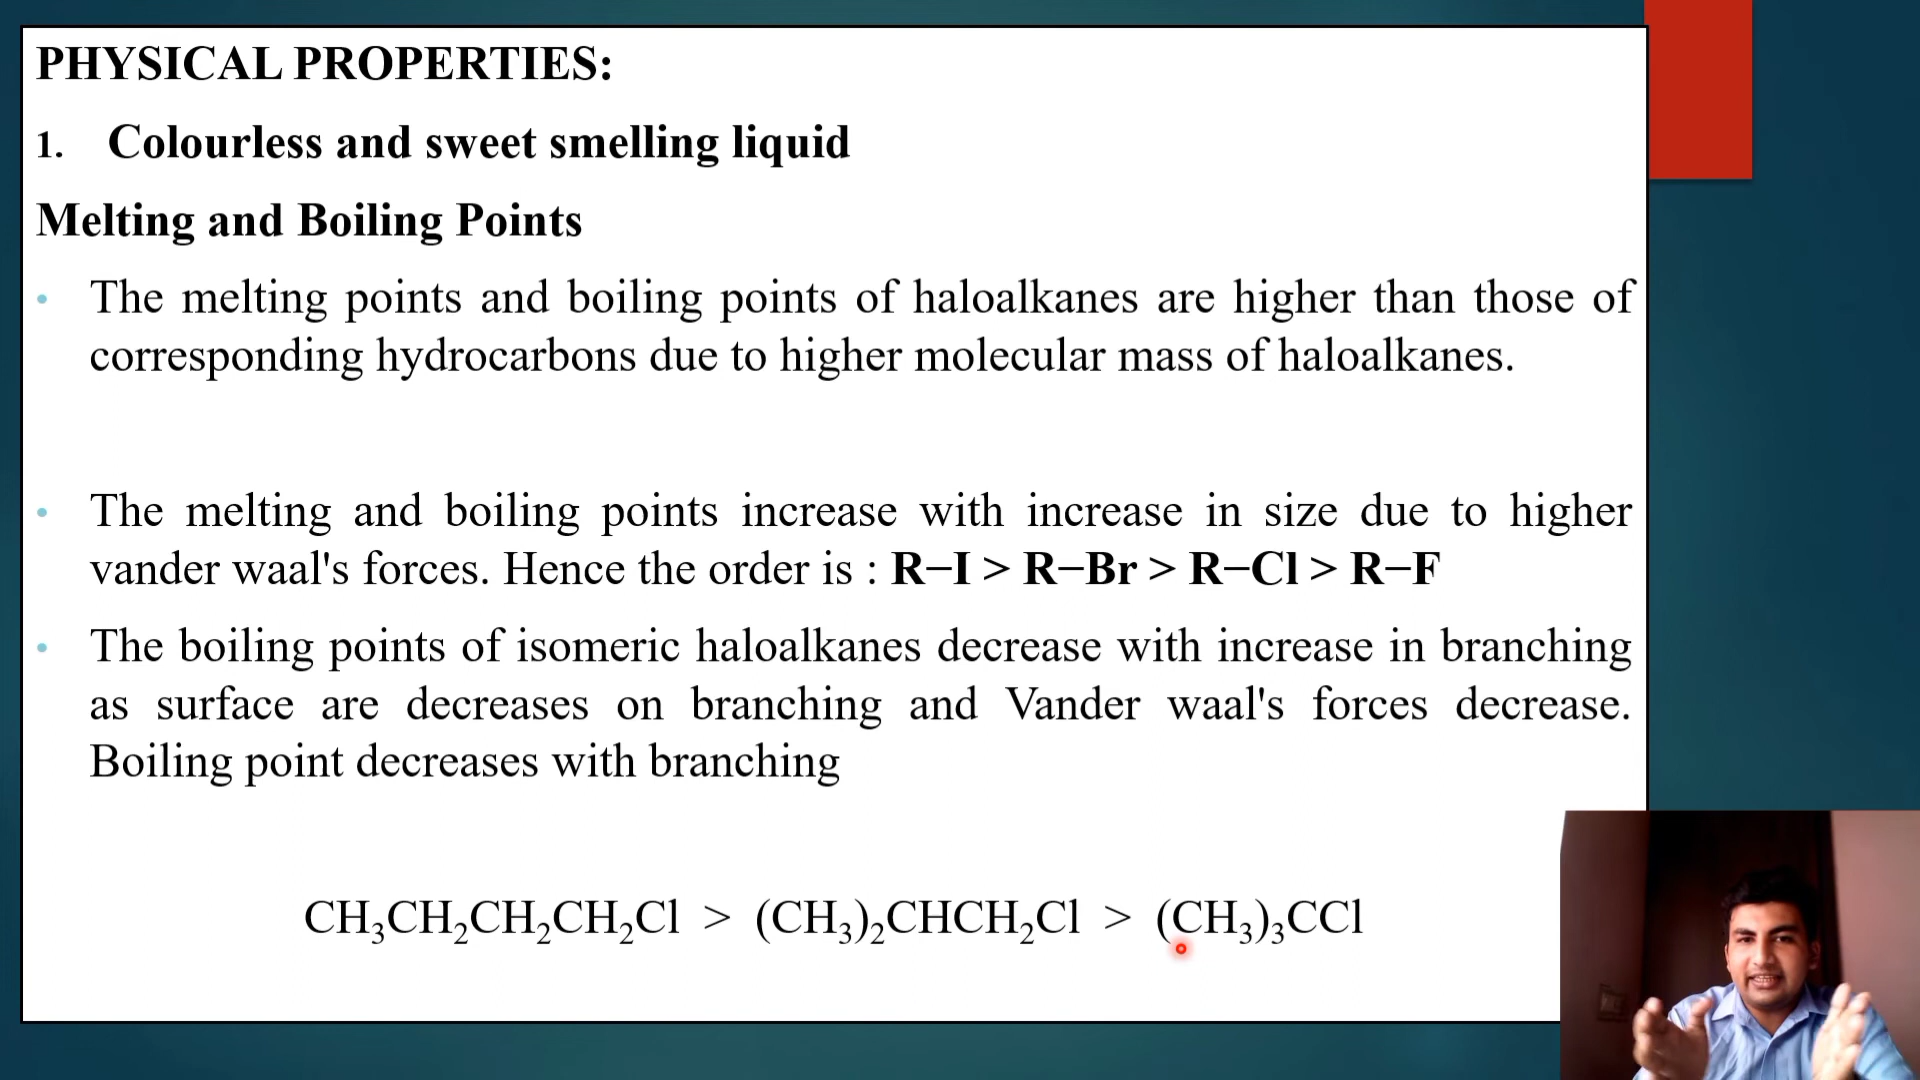 PHYSICAL PROPERTIES:
1. Colourless and sweet smelling liquid
Melting and Boiling Points
• The melting points and boiling points of haloalkanes are higher than those of
corresponding hydrocarbons due to higher molecular mass of haloalkanes.
• The melting and boiling points increase with increase in size due to higher
vander waal's forces. Hence the order is : R−I > R−Br > R−Cl > R−F
• The boiling points of isomeric haloalkanes decrease with increase in branching
as surface are decreases on branching and Vander waal's forces decrease.
Boiling point decreases with branching
CH₃CH₂CH₂CH₂Cl > (CH₃)₂CHCH₂Cl > (CH₃)₃CCl